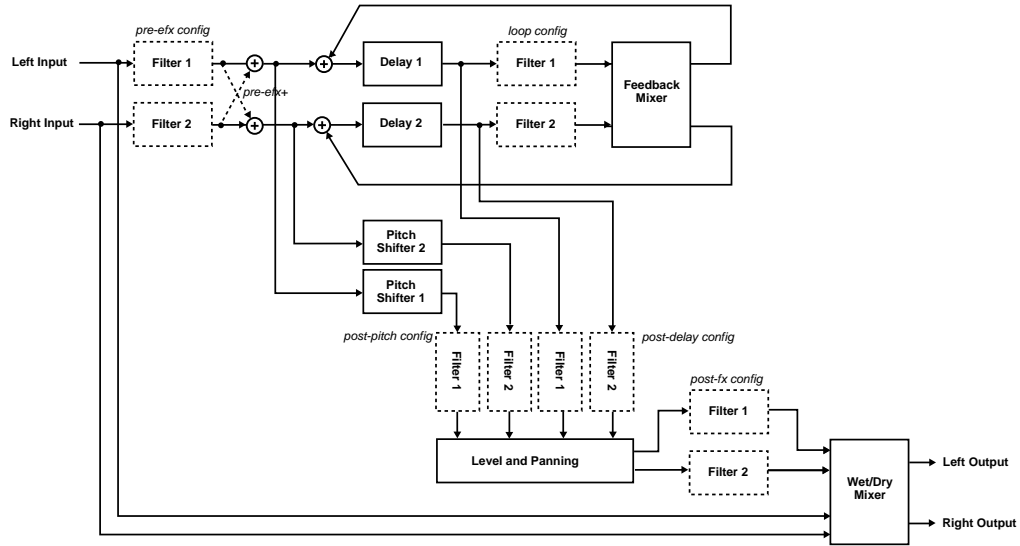 pre-efx config
loop config
Left Input
Filter 1
Delay 1
Filter 1
Feedback
Mixer
pre-efx+
Right Input
Filter 2
Delay 2
Filter 2
Pitch
Shifter 2
Pitch
Shifter 1
post-pitch config
post-delay config
Filter 1
Filter 2
Filter 1
Filter 2
post-fx config
Filter 1
Level and Panning
Filter 2
Left Output
Wet/Dry
Mixer
Right Output